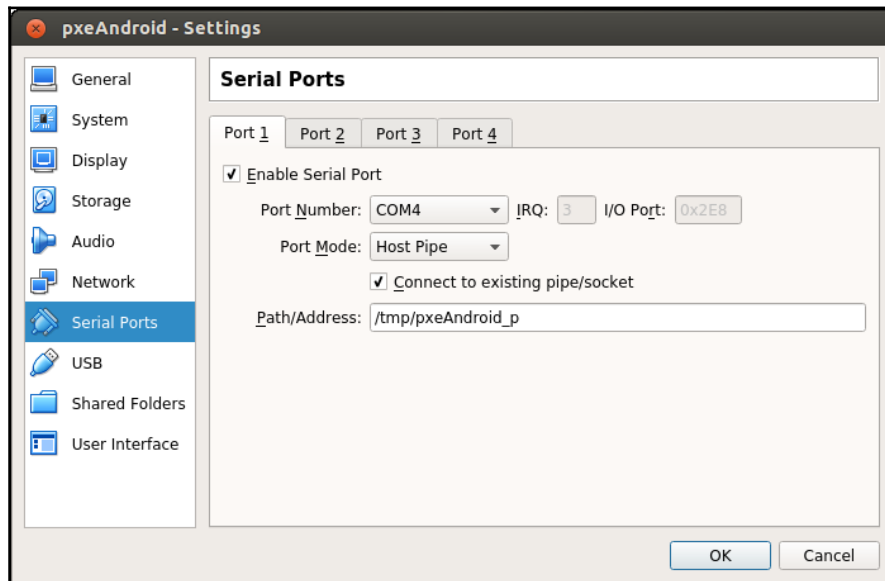 pxeAndroid - Settings
General
System
Display
Storage
Audio
Network
Serial Ports
USB
Shared Folders
User Interface
Serial Ports
Port 1 Port 2 Port 3 Port 4
Enable Serial Port
Port Number: COM4 IRQ: 3 I/O Port: 0x2E8
Port Mode: Host Pipe
Connect to existing pipe/socket
Path/Address: /tmp/pxeAndroid_p
OK Cancel